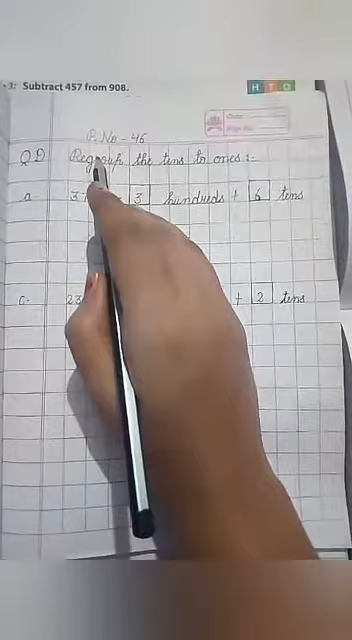 3: Subtract 457 from 908.
H T O
P. No - 46
Q1) Regroup the tens to ones :-
a 3 hundreds + 6 tens
c- 23 + 2 tens